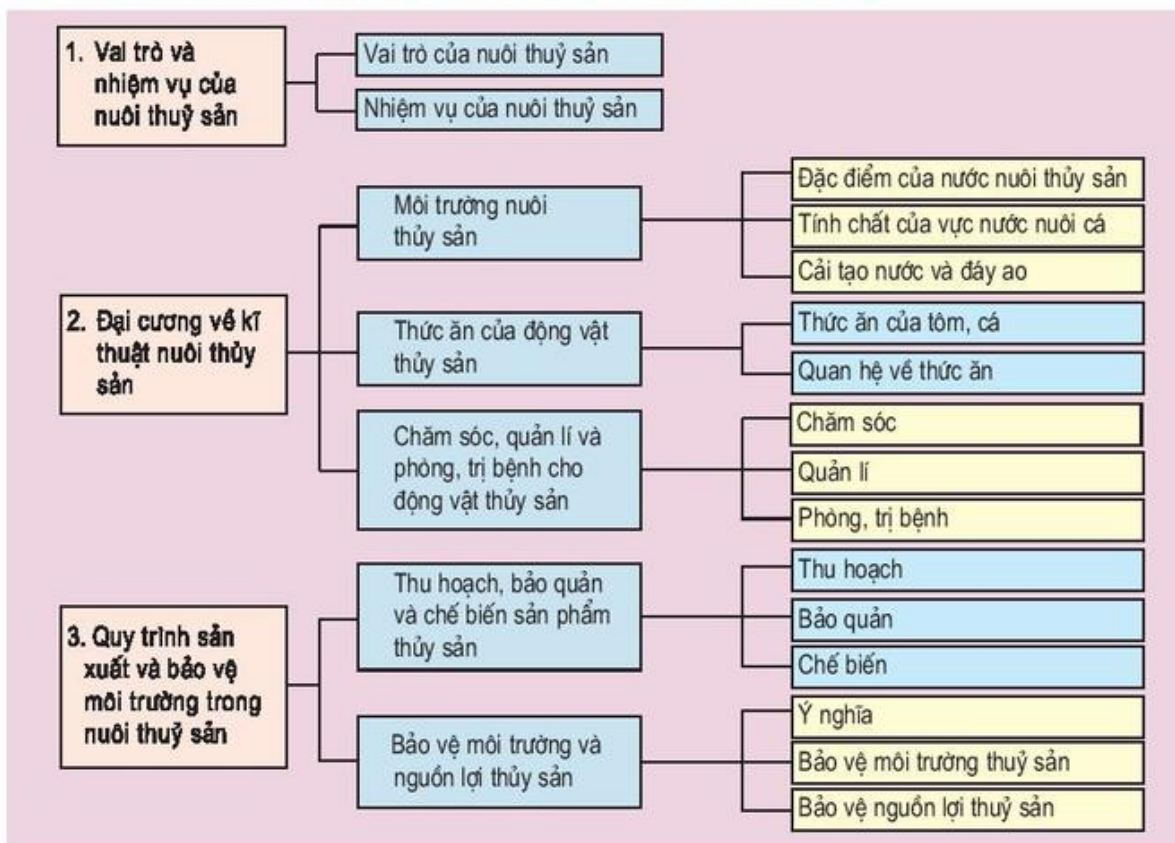 1. Vai trò và
nhiệm vụ của
nuôi thuỷ sản
Vai trò của nuôi thuỷ sản
Nhiệm vụ của nuôi thuỷ sản
2. Đại cương về kĩ
thuật nuôi thủy
sản
Môi trường nuôi
thủy sản
Đặc điểm của nước nuôi thủy sản
Tính chất của vực nước nuôi cá
Cải tạo nước và đáy ao
Thức ăn của động vật
thủy sản
Thức ăn của tôm, cá
Quan hệ về thức ăn
Chăm sóc, quản lí và
phòng, trị bệnh cho
động vật thủy sản
Chăm sóc
Quản lí
Phòng, trị bệnh
3. Quy trình sản
xuất và bảo vệ
môi trường trong
nuôi thuỷ sản
Thu hoạch, bảo quản
và chế biến sản phẩm
thủy sản
Thu hoạch
Bảo quản
Chế biến
Bảo vệ môi trường và
nguồn lợi thủy sản
Ý nghĩa
Bảo vệ môi trường thuỷ sản
Bảo vệ nguồn lợi thuỷ sản